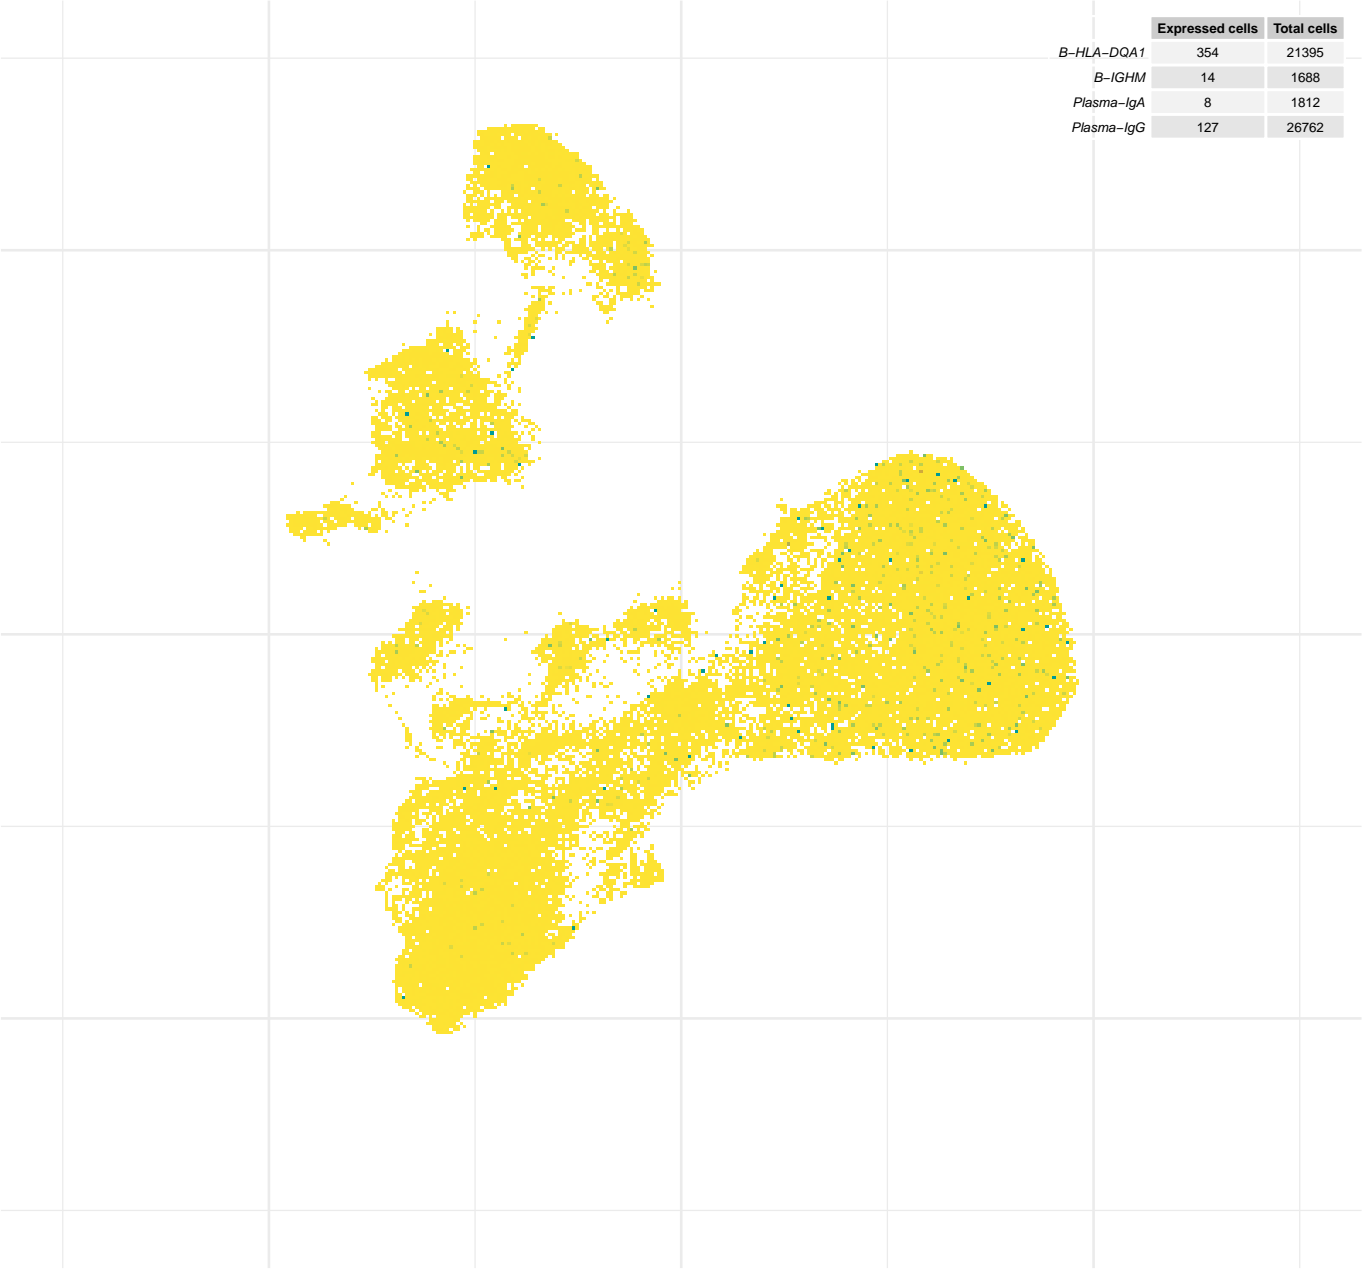 Expressed cells Total cells
B−HLA−DQA1 354 21395
B−IGHM 14 1688
Plasma−IgA 8 1812
Plasma−IgG 127 26762